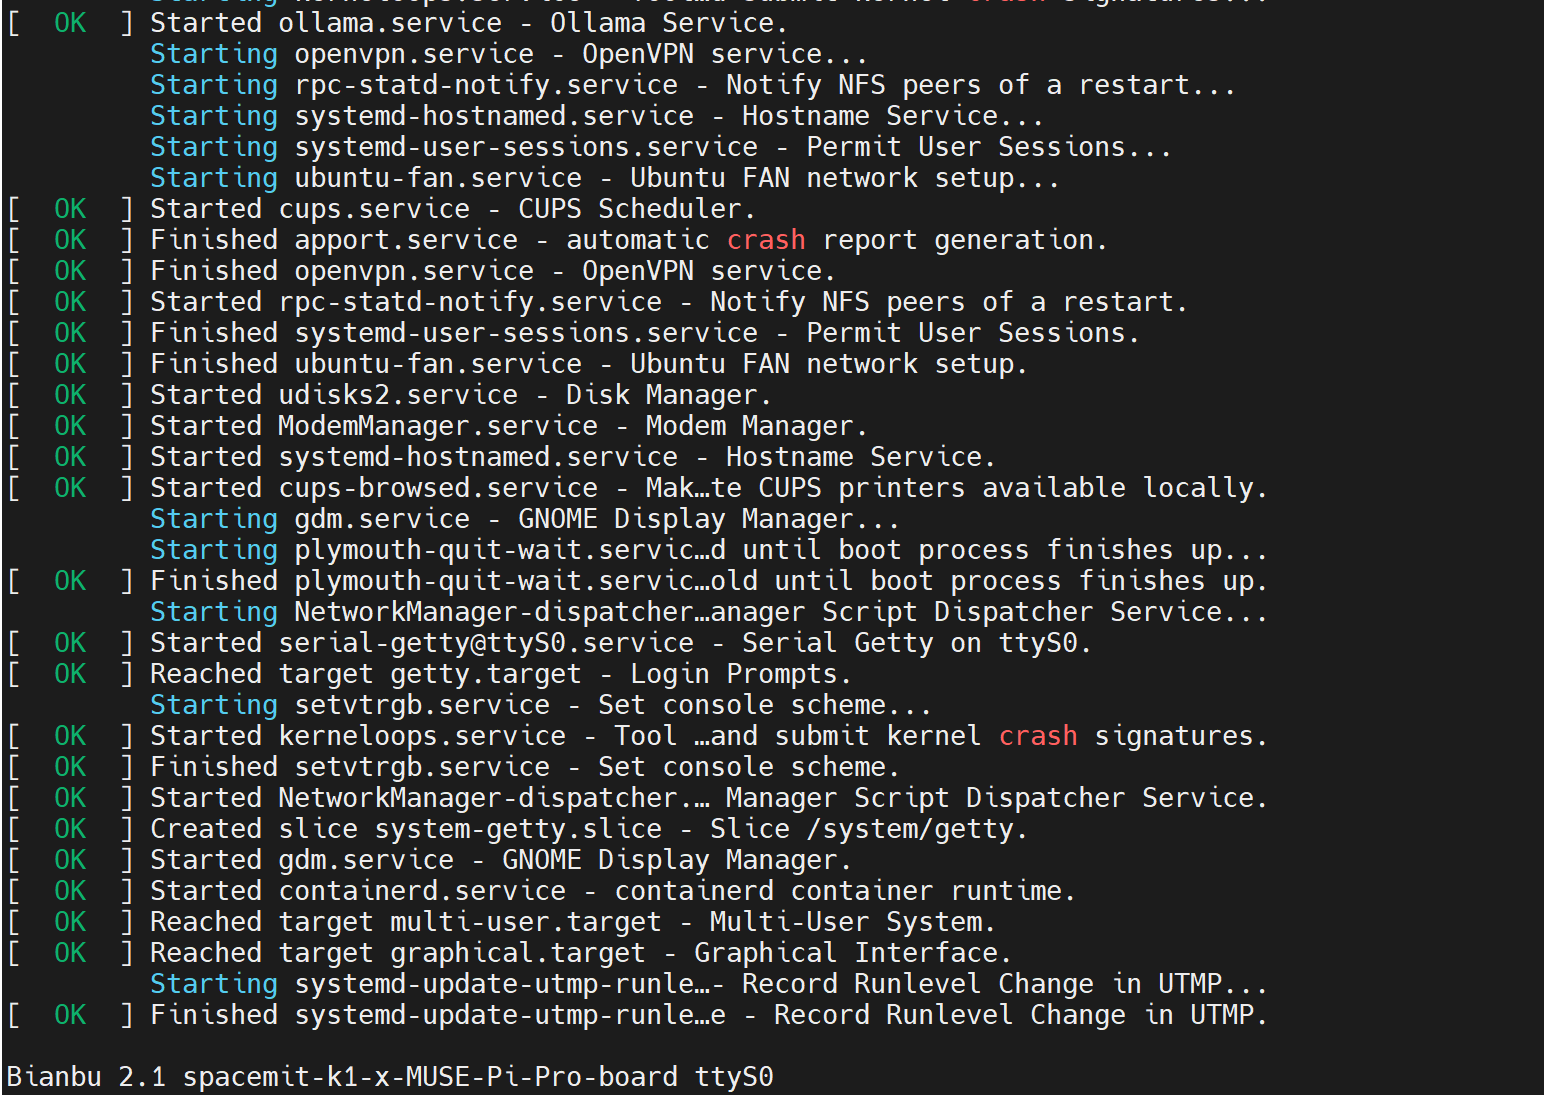 [  OK  ] Started ollama.service - Ollama Service.
         Starting openvpn.service - OpenVPN service...
         Starting rpc-statd-notify.service - Notify NFS peers of a restart...
         Starting systemd-hostnamed.service - Hostname Service...
         Starting systemd-user-sessions.service - Permit User Sessions...
         Starting ubuntu-fan.service - Ubuntu FAN network setup...
[  OK  ] Started cups.service - CUPS Scheduler.
[  OK  ] Finished apport.service - automatic crash report generation.
[  OK  ] Finished openvpn.service - OpenVPN service.
[  OK  ] Started rpc-statd-notify.service - Notify NFS peers of a restart.
[  OK  ] Finished systemd-user-sessions.service - Permit User Sessions.
[  OK  ] Finished ubuntu-fan.service - Ubuntu FAN network setup.
[  OK  ] Started udisks2.service - Disk Manager.
[  OK  ] Started ModemManager.service - Modem Manager.
[  OK  ] Started systemd-hostnamed.service - Hostname Service.
[  OK  ] Started cups-browsed.service - Mak…te CUPS printers available locally.
         Starting gdm.service - GNOME Display Manager...
         Starting plymouth-quit-wait.servic…d until boot process finishes up...
[  OK  ] Finished plymouth-quit-wait.servic…old until boot process finishes up.
         Starting NetworkManager-dispatcher…anager Script Dispatcher Service...
[  OK  ] Started serial-getty@ttyS0.service - Serial Getty on ttyS0.
[  OK  ] Reached target getty.target - Login Prompts.
         Starting setvtrgb.service - Set console scheme...
[  OK  ] Started kerneloops.service - Tool …and submit kernel crash signatures.
[  OK  ] Finished setvtrgb.service - Set console scheme.
[  OK  ] Started NetworkManager-dispatcher.… Manager Script Dispatcher Service.
[  OK  ] Created slice system-getty.slice - Slice /system/getty.
[  OK  ] Started gdm.service - GNOME Display Manager.
[  OK  ] Started containerd.service - containerd container runtime.
[  OK  ] Reached target multi-user.target - Multi-User System.
[  OK  ] Reached target graphical.target - Graphical Interface.
         Starting systemd-update-utmp-runle…- Record Runlevel Change in UTMP...
[  OK  ] Finished systemd-update-utmp-runle…e - Record Runlevel Change in UTMP.
Bianbu 2.1 spacemit-k1-x-MUSE-Pi-Pro-board ttyS0